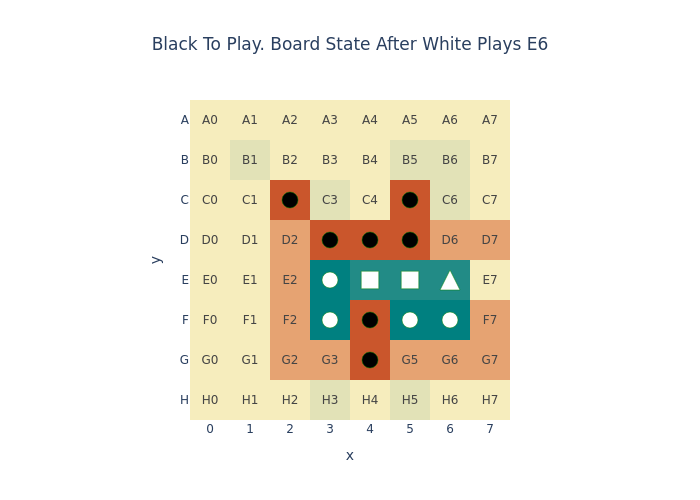 Black To Play. Board State After White Plays E6
A A0 A1 A2 A3 A4 A5 A6 A7
B B0 B1 B2 B3 B4 B5 B6 B7
C C0 C1 C3 C4 C6 C7
D D0 D1 D2 D6 D7
y
E E0 E1 E2 E7
F F0 F1 F2 F7
G G0 G1 G2 G3 G5 G6 G7
H H0 H1 H2 H3 H4 H5 H6 H7
0 1 2 3 4 5 6 7
x